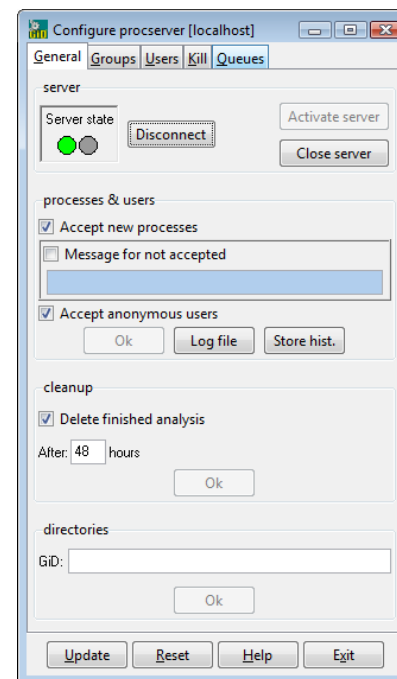 Configure procserver [localhost]
General Groups Users Kill Queues
server
Server state
Disconnect
Activate server
Close server
processes & users
Accept new processes
Message for not accepted
Accept anonymous users
Ok Log file Store hist.
cleanup
Delete finished analysis
After: 48 hours
Ok
directories
GiD:
Ok
Update Reset Help Exit